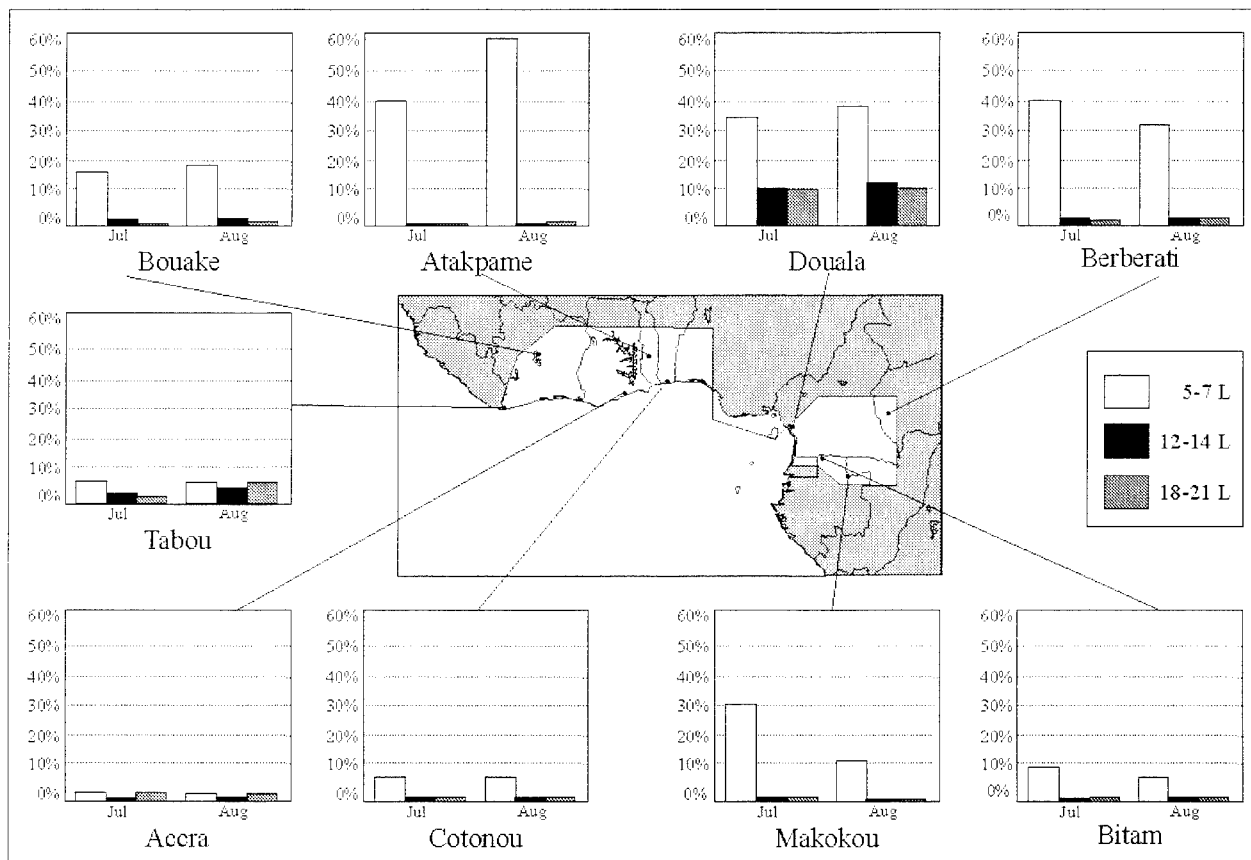 60%
50%
40%
30%
20%
10%
0%
Jul
Aug
Bouake
60%
50%
40%
30%
20%
10%
0%
Jul
Aug
Atakpame
60%
50%
40%
30%
20%
10%
0%
Jul
Aug
Douala
60%
50%
40%
30%
20%
10%
0%
Jul
Aug
Berberati
60%
50%
40%
30%
20%
10%
0%
Jul
Aug
Tabou
5-7 L
12-14 L
18-21 L
60%
50%
40%
30%
20%
10%
0%
Jul
Aug
Accra
60%
50%
40%
30%
20%
10%
0%
Jul
Aug
Cotonou
60%
50%
40%
30%
20%
10%
0%
Jul
Aug
Makokou
60%
50%
40%
30%
20%
10%
0%
Jul
Aug
Bitam